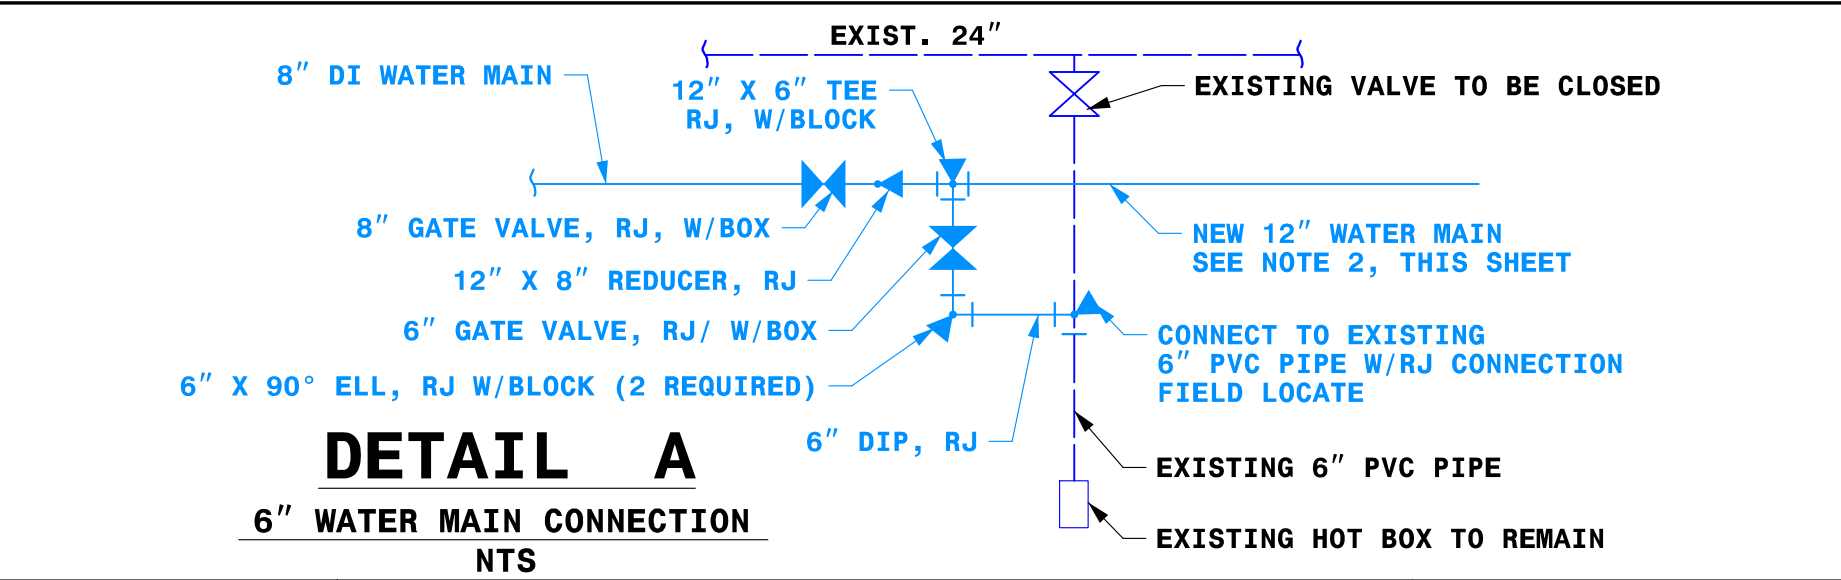 EXIST. 24"
8" DI WATER MAIN
12" X 6" TEE
RJ, W/BLOCK
EXISTING VALVE TO BE CLOSED
8" GATE VALVE, RJ, W/BOX
NEW 12" WATER MAIN
SEE NOTE 2, THIS SHEET
12" X 8" REDUCER, RJ
6" GATE VALVE, RJ/ W/BOX
CONNECT TO EXISTING
6" PVC PIPE W/RJ CONNECTION
FIELD LOCATE
6" X 90° ELL, RJ W/BLOCK (2 REQUIRED)
6" DIP, RJ
EXISTING 6" PVC PIPE
EXISTING HOT BOX TO REMAIN
DETAIL A
6" WATER MAIN CONNECTION
NTS